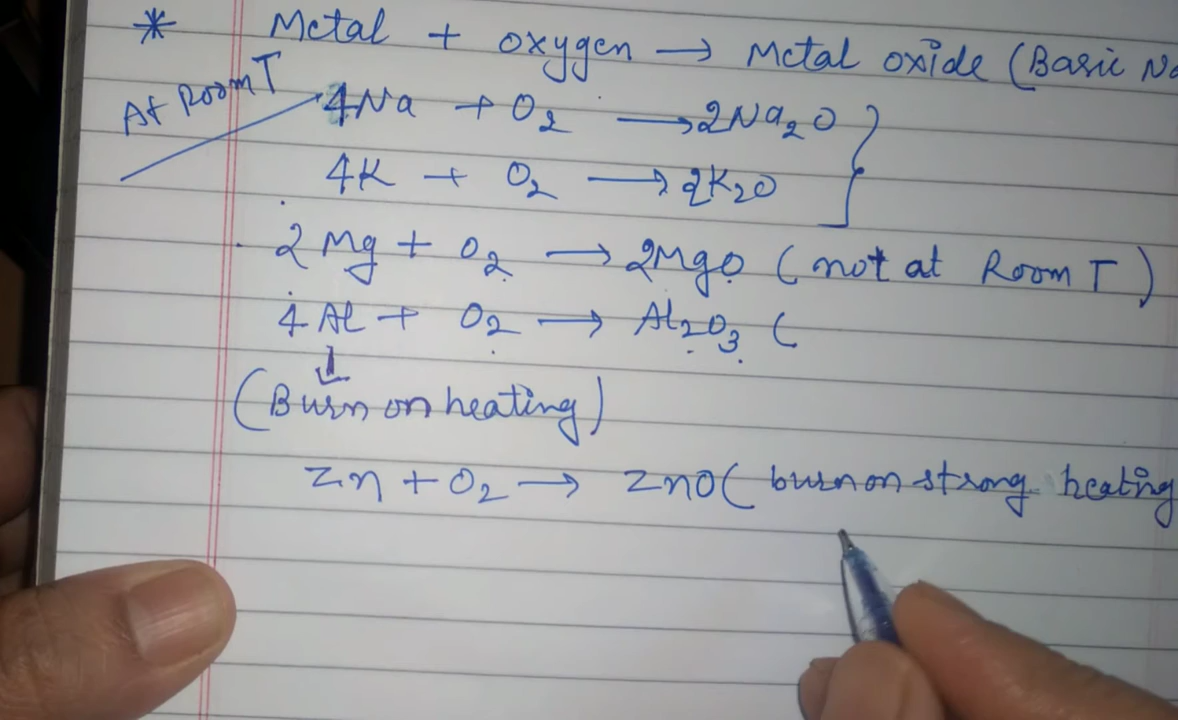 * Metal + oxygen → Metal oxide (Basic
At Room T
4Na + O₂ → 2Na₂O }
4K + O₂ → 2K₂O
2Mg + O₂ → 2MgO (not at Room T)
4Al + O₂ → Al₂O₃ (
↓
(Burn on heating)
Zn + O₂ → ZnO (burn on strong heating